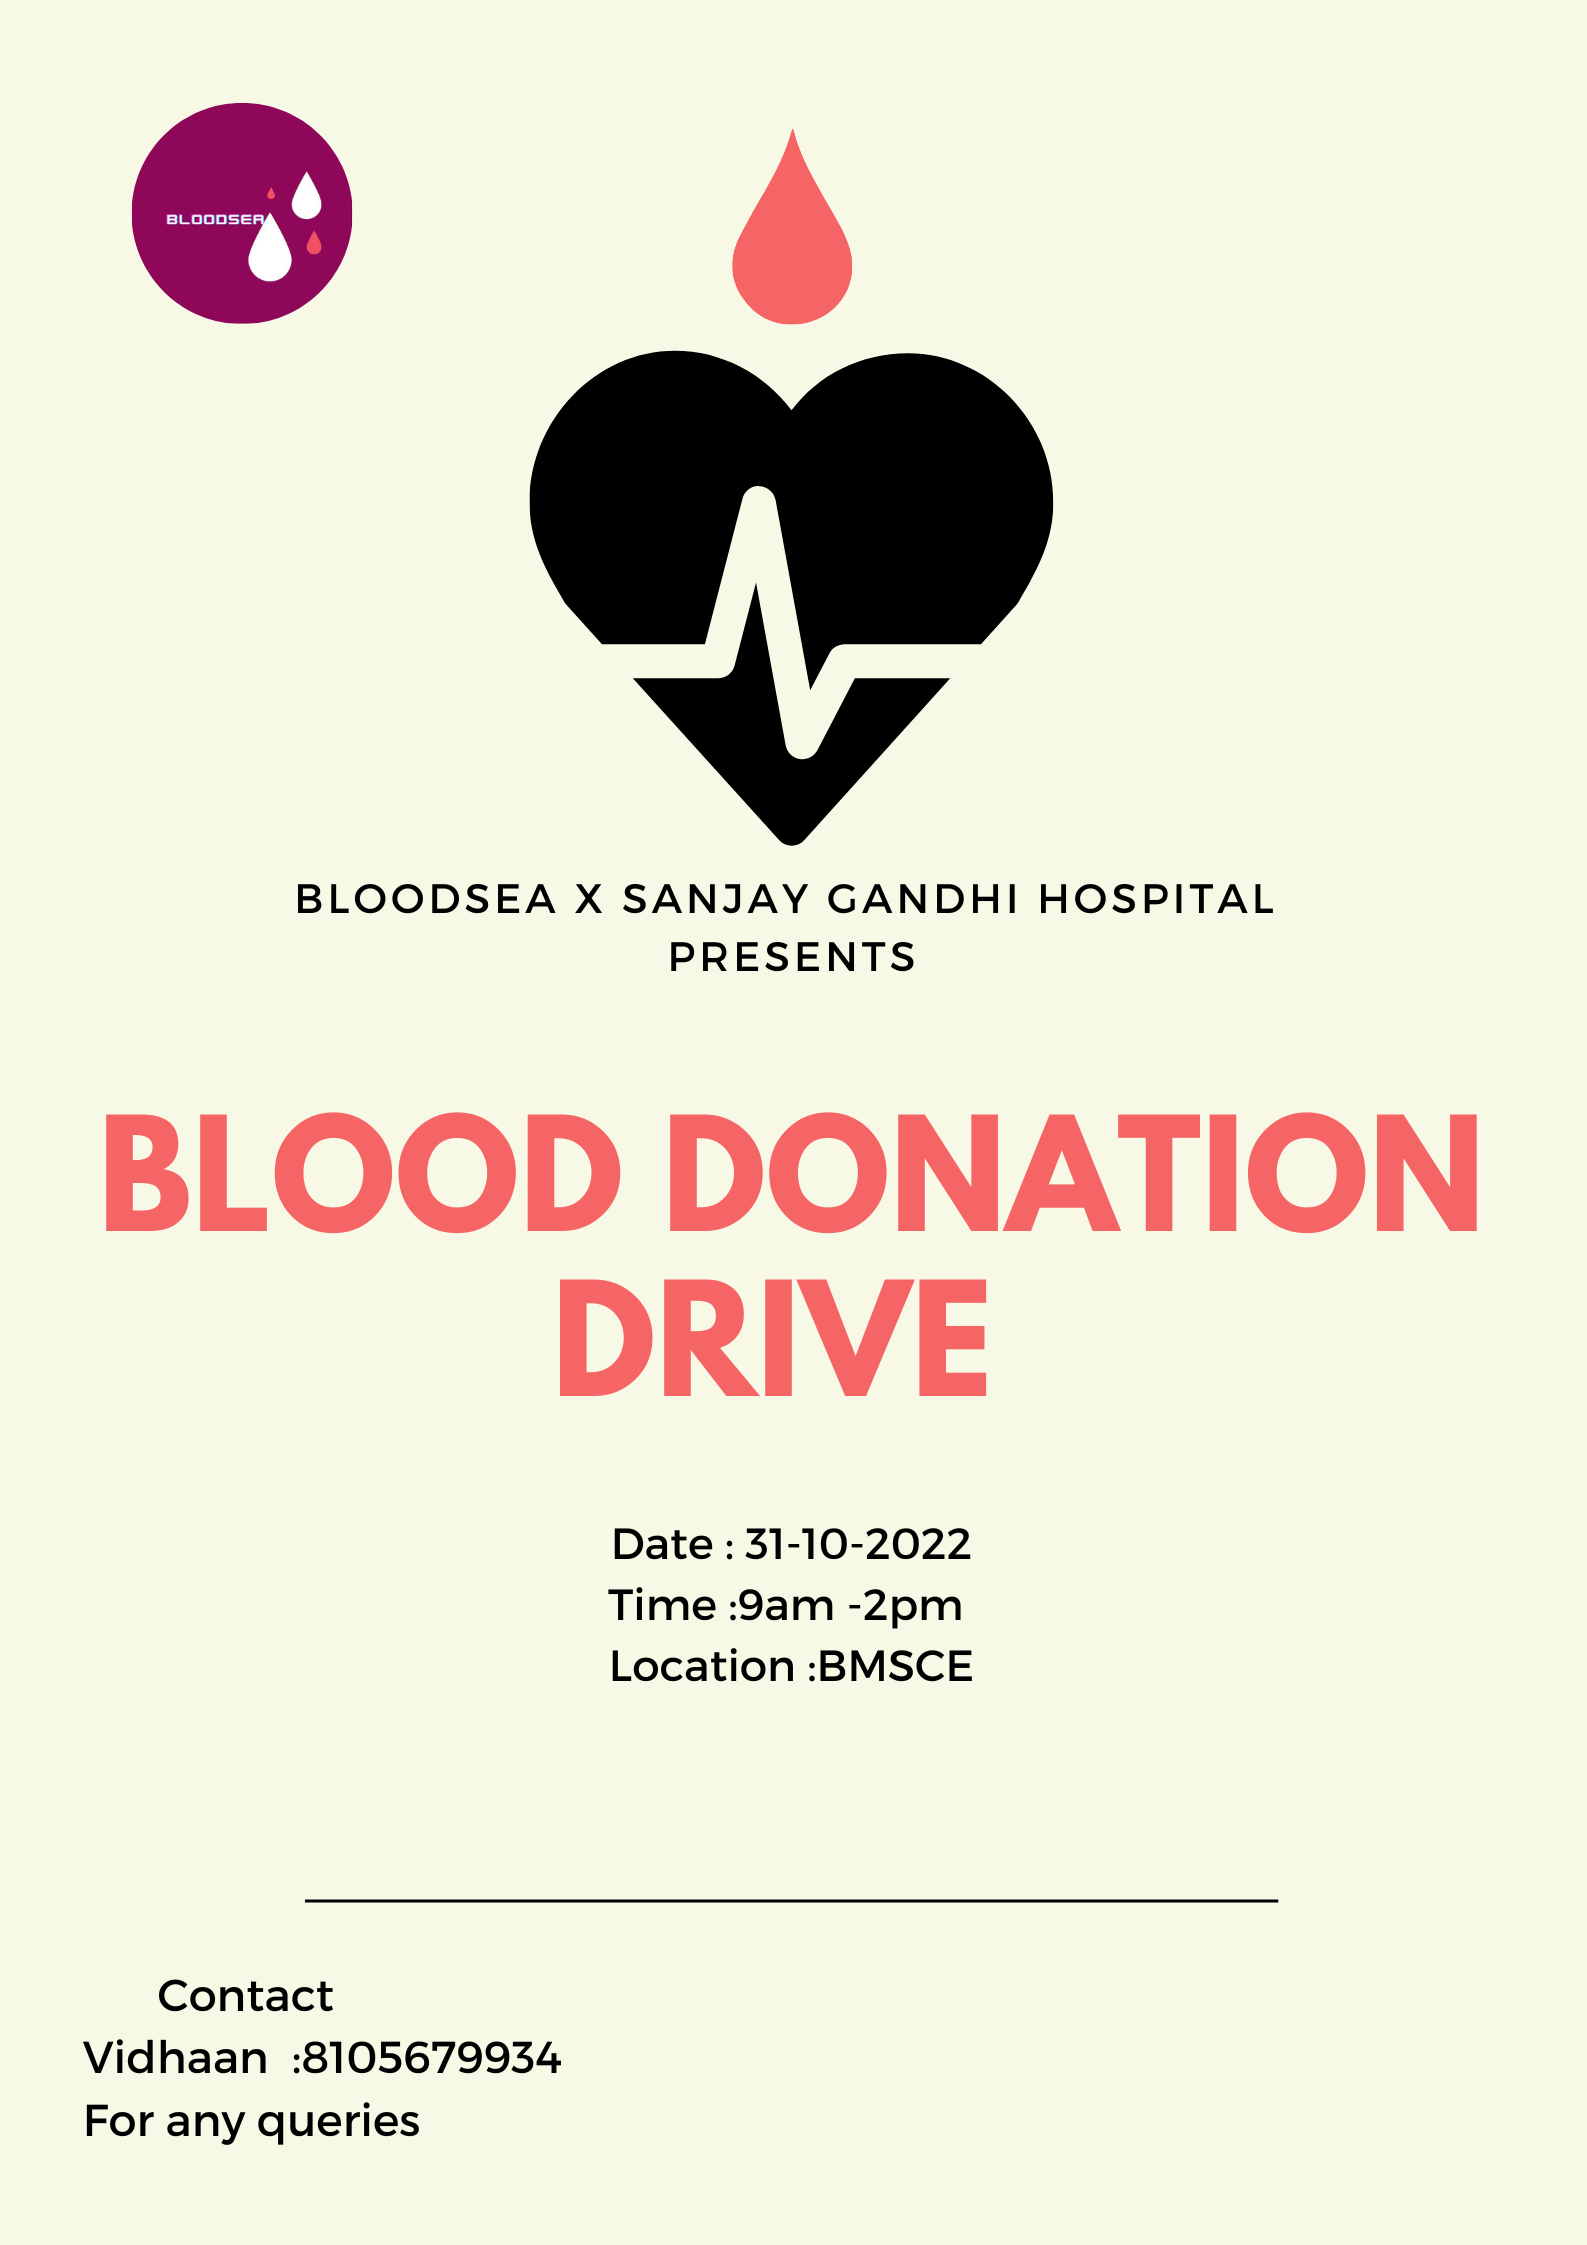 BLOODSEA
BLOODSEA X SANJAY GANDHI HOSPITAL
PRESENTS
BLOOD DONATION
DRIVE
Date : 31-10-2022
Time :9am -2pm
Location :BMSCE
Contact
Vidhaan  :8105679934
For any queries